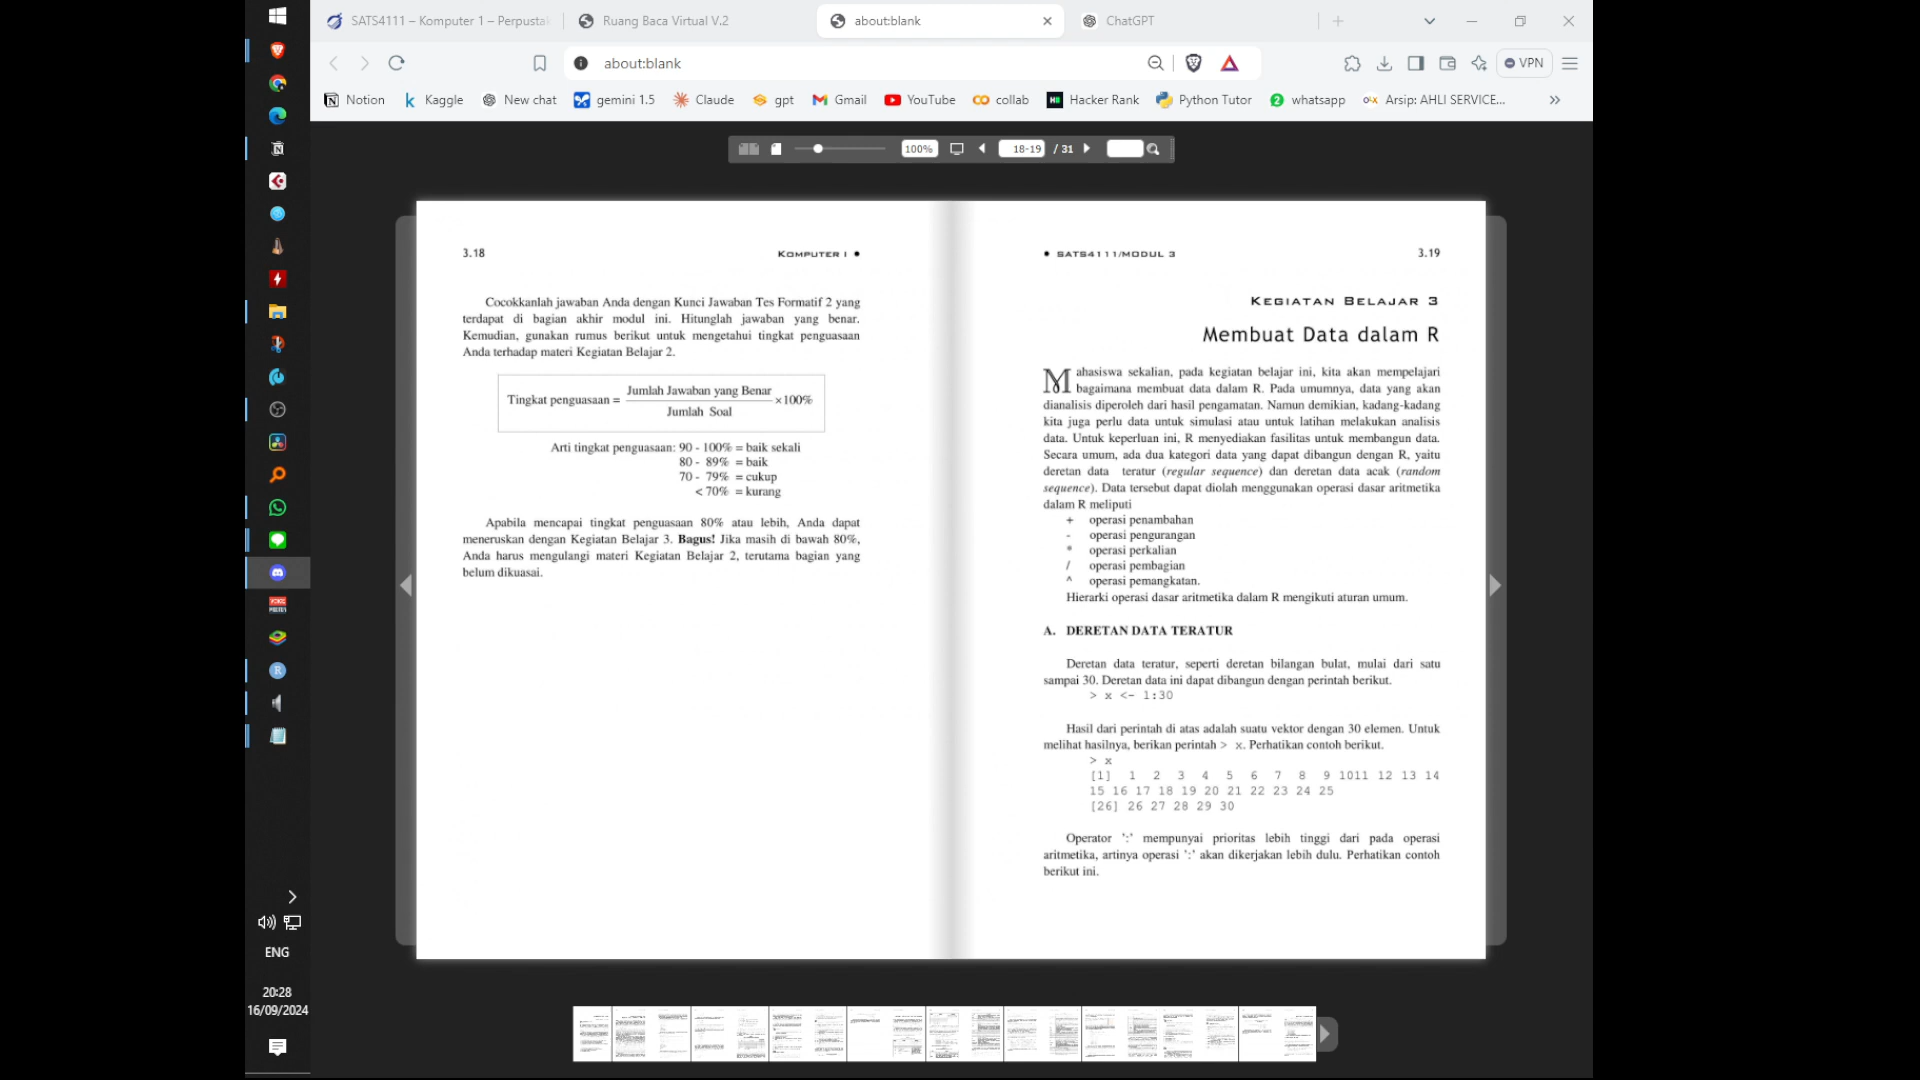 SATS4111 – Komputer 1 – Perpusta
Ruang Baca Virtual V.2
about:blank
ChatGPT
about:blank
VPN
Notion
Kaggle
New chat
gemini 1.5
Claude
gpt
Gmail
YouTube
collab
Hacker Rank
Python Tutor
whatsapp
Arsip: AHLI SERVICE...
100%
18-19
/ 31
3.18
KOMPUTER I ●
Cocokkanlah jawaban Anda dengan Kunci Jawaban Tes Formatif 2 yang
terdapat di bagian akhir modul ini. Hitunglah jawaban yang benar.
Kemudian, gunakan rumus berikut untuk mengetahui tingkat penguasaan
Anda terhadap materi Kegiatan Belajar 2.
Jumlah Jawaban yang Benar
Tingkat penguasaan = ×100%
Jumlah Soal
Arti tingkat penguasaan: 90 - 100% = baik sekali
80 - 89% = baik
70 - 79% = cukup
< 70% = kurang
Apabila mencapai tingkat penguasaan 80% atau lebih, Anda dapat
meneruskan dengan Kegiatan Belajar 3. Bagus! Jika masih di bawah 80%,
Anda harus mengulangi materi Kegiatan Belajar 2, terutama bagian yang
belum dikuasai.
● SATS4111/MODUL 3
3.19
KEGIATAN BELAJAR 3
Membuat Data dalam R
Mahasiswa sekalian, pada kegiatan belajar ini, kita akan mempelajari
bagaimana membuat data dalam R. Pada umumnya, data yang akan
dianalisis diperoleh dari hasil pengamatan. Namun demikian, kadang-kadang
kita juga perlu data untuk simulasi atau untuk latihan melakukan analisis
data. Untuk keperluan ini, R menyediakan fasilitas untuk membangun data.
Secara umum, ada dua kategori data yang dapat dibangun dengan R, yaitu
deretan data teratur (regular sequence) dan deretan data acak (random
sequence). Data tersebut dapat diolah menggunakan operasi dasar aritmetika
dalam R meliputi
+ operasi penambahan
- operasi pengurangan
* operasi perkalian
/ operasi pembagian
^ operasi pemangkatan.
Hierarki operasi dasar aritmetika dalam R mengikuti aturan umum.
A. DERETAN DATA TERATUR
Deretan data teratur, seperti deretan bilangan bulat, mulai dari satu
sampai 30. Deretan data ini dapat dibangun dengan perintah berikut.
> x <- 1:30
Hasil dari perintah di atas adalah suatu vektor dengan 30 elemen. Untuk
melihat hasilnya, berikan perintah > x. Perhatikan contoh berikut.
> x
[1] 1 2 3 4 5 6 7 8 9 1011 12 13 14
15 16 17 18 19 20 21 22 23 24 25
[26] 26 27 28 29 30
Operator ':' mempunyai prioritas lebih tinggi dari pada operasi
aritmetika, artinya operasi ':' akan dikerjakan lebih dulu. Perhatikan contoh
berikut ini.
ENG
20:28
16/09/2024